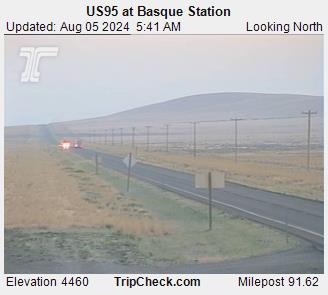 US95 at Basque Station
Updated: Aug 05 2024 5:41 AM Looking North
Elevation 4460 TripCheck.com Milepost 91.62